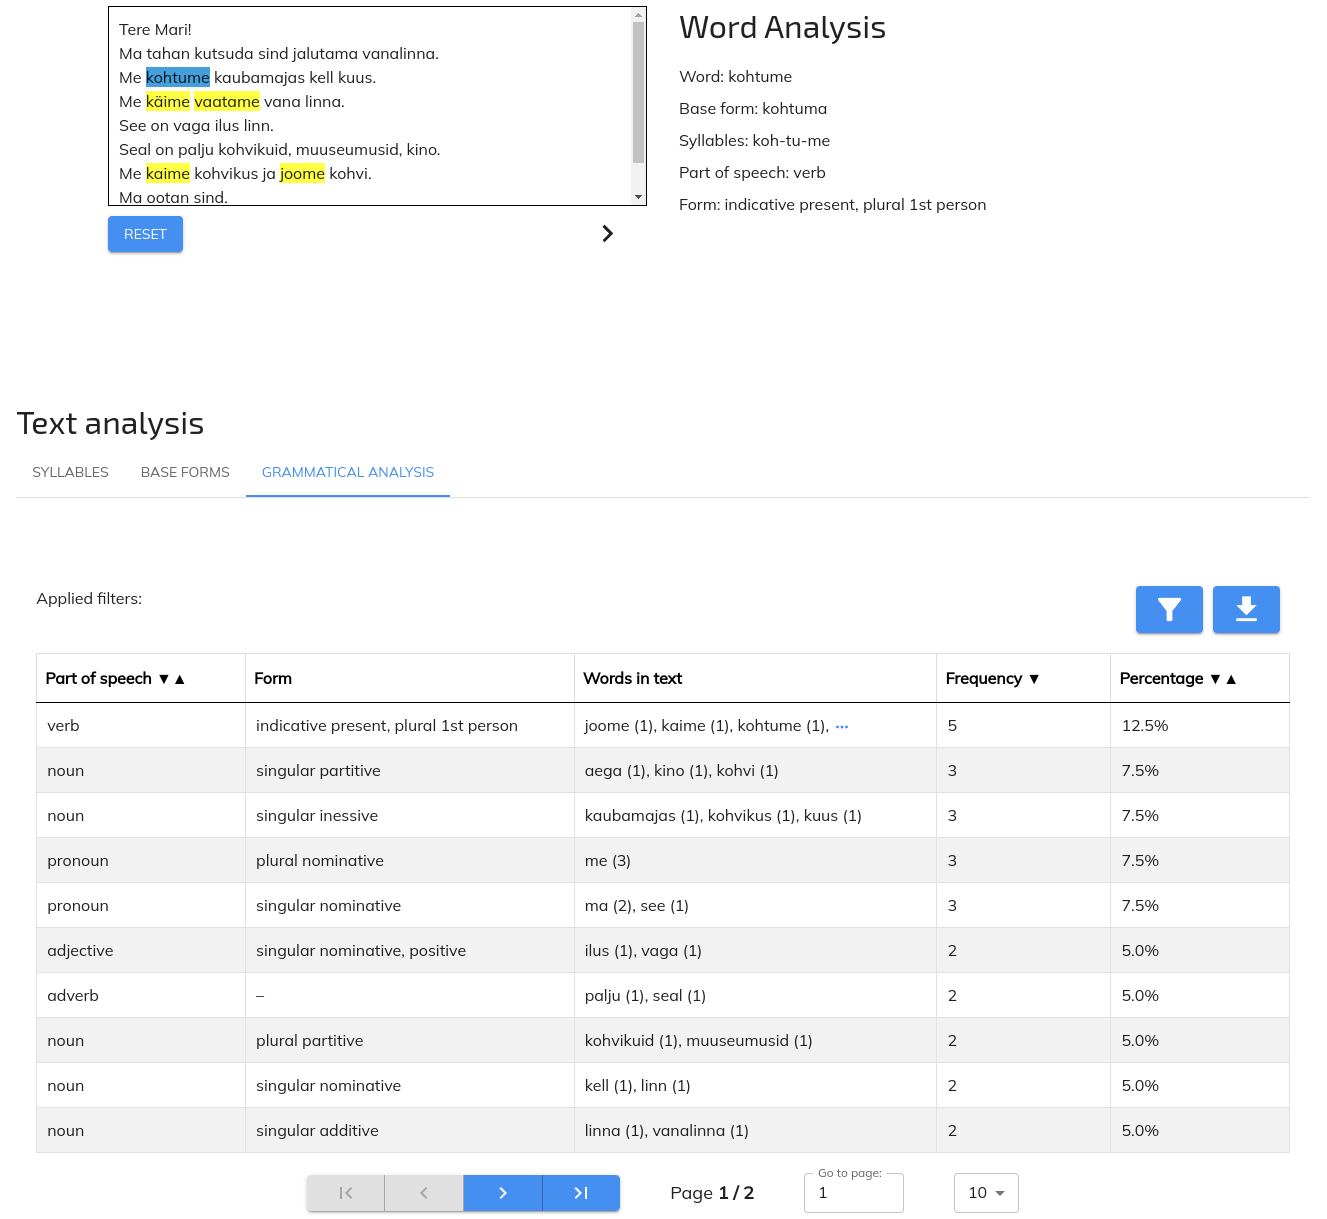 Tere Mari!
Ma tahan kutsuda sind jalutama vanalinna.
Me kohtume kaubamajas kell kuus.
Me käime vaatame vana linna.
See on vaga ilus linn.
Seal on palju kohvikuid, muuseumusid, kino.
Me kaime kohvikus ja joome kohvi.
Ma ootan sind.
RESET
Word Analysis
Word: kohtume
Base form: kohtuma
Syllables: koh-tu-me
Part of speech: verb
Form: indicative present, plural 1st person
Text analysis
SYLLABLES BASE FORMS GRAMMATICAL ANALYSIS
Applied filters:
Part of speech ▼▲ Form Words in text Frequency ▼ Percentage ▼▲
verb indicative present, plural 1st person joome (1), kaime (1), kohtume (1), ... 5 12.5%
noun singular partitive aega (1), kino (1), kohvi (1) 3 7.5%
noun singular inessive kaubamajas (1), kohvikus (1), kuus (1) 3 7.5%
pronoun plural nominative me (3) 3 7.5%
pronoun singular nominative ma (2), see (1) 3 7.5%
adjective singular nominative, positive ilus (1), vaga (1) 2 5.0%
adverb – palju (1), seal (1) 2 5.0%
noun plural partitive kohvikuid (1), muuseumusid (1) 2 5.0%
noun singular nominative kell (1), linn (1) 2 5.0%
noun singular additive linna (1), vanalinna (1) 2 5.0%
Page 1 / 2 Go to page: 1 10